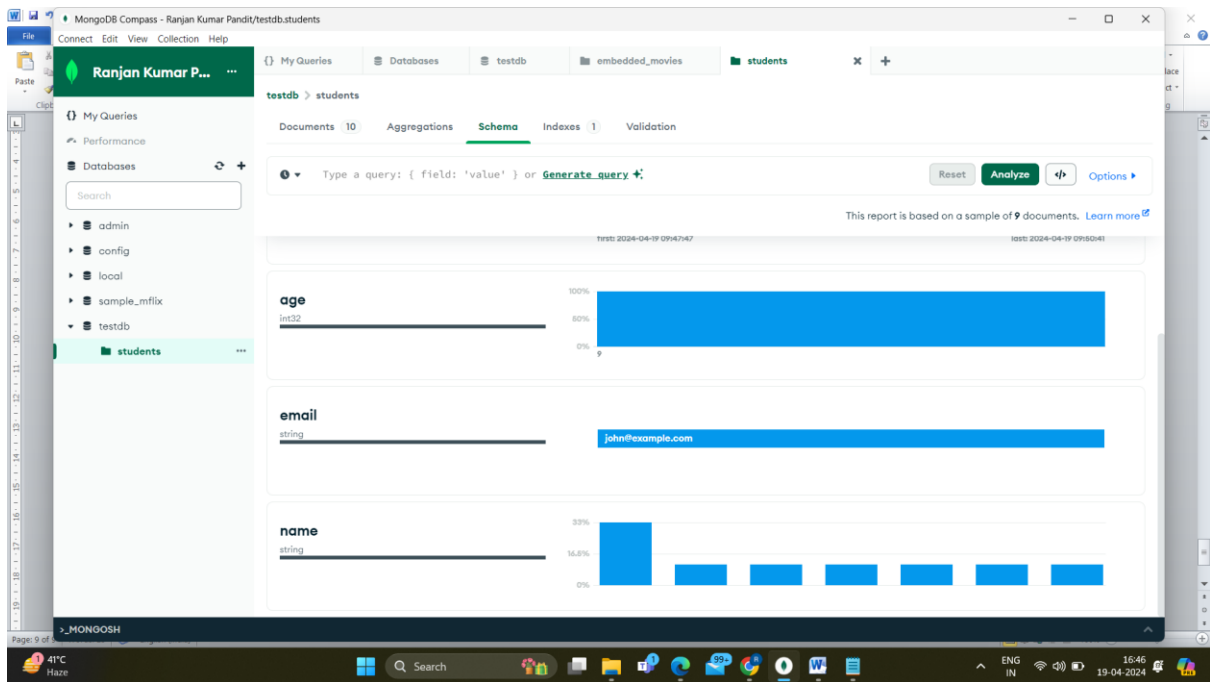 MongoDB Compass - Ranjan Kumar Pandit/testdb.students
File
Connect Edit View Collection Help
Paste
Ranjan Kumar P... ...
{} My Queries
Databases
testdb
embedded_movies
students
testdb > students
{} My Queries
Performance
Databases
Search
admin
config
local
sample_mflix
testdb
students
Documents 10 Aggregations Schema Indexes 1 Validation
Type a query: { field: 'value' } or Generate query
Reset Analyze </> Options
This report is based on a sample of 9 documents. Learn more
first: 2024-04-19 09:47:47 last: 2024-04-19 09:50:41
age
int32
100%
50%
0%
9
email
string
john@example.com
name
string
33%
16.5%
0%
>_MONGOSH
Page: 9 of
41°C
Haze
Search
99+
ENG
IN
16:46
19-04-2024